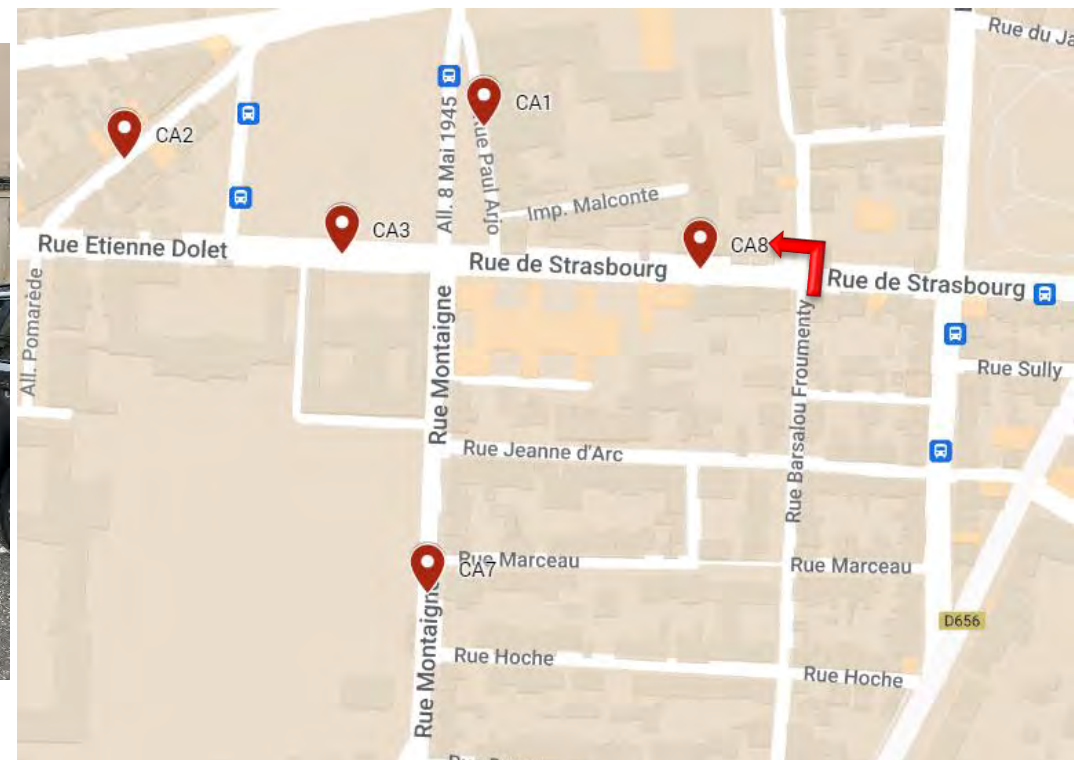 Rue du Ja
CA2
CA1
All. 8 Mai 1945
Rue Paul Arjo
Imp. Malconte
CA3
CA8
Rue Etienne Dolet
Rue de Strasbourg
Rue de Strasbourg
All. Pomarède
Rue Montaigne
Rue Barsalou Froumenty
Rue Sully
Rue Jeanne d'Arc
Rue Marceau
CA7
Rue Marceau
D656
Rue Montaigne
Rue Hoche
Rue Hoche